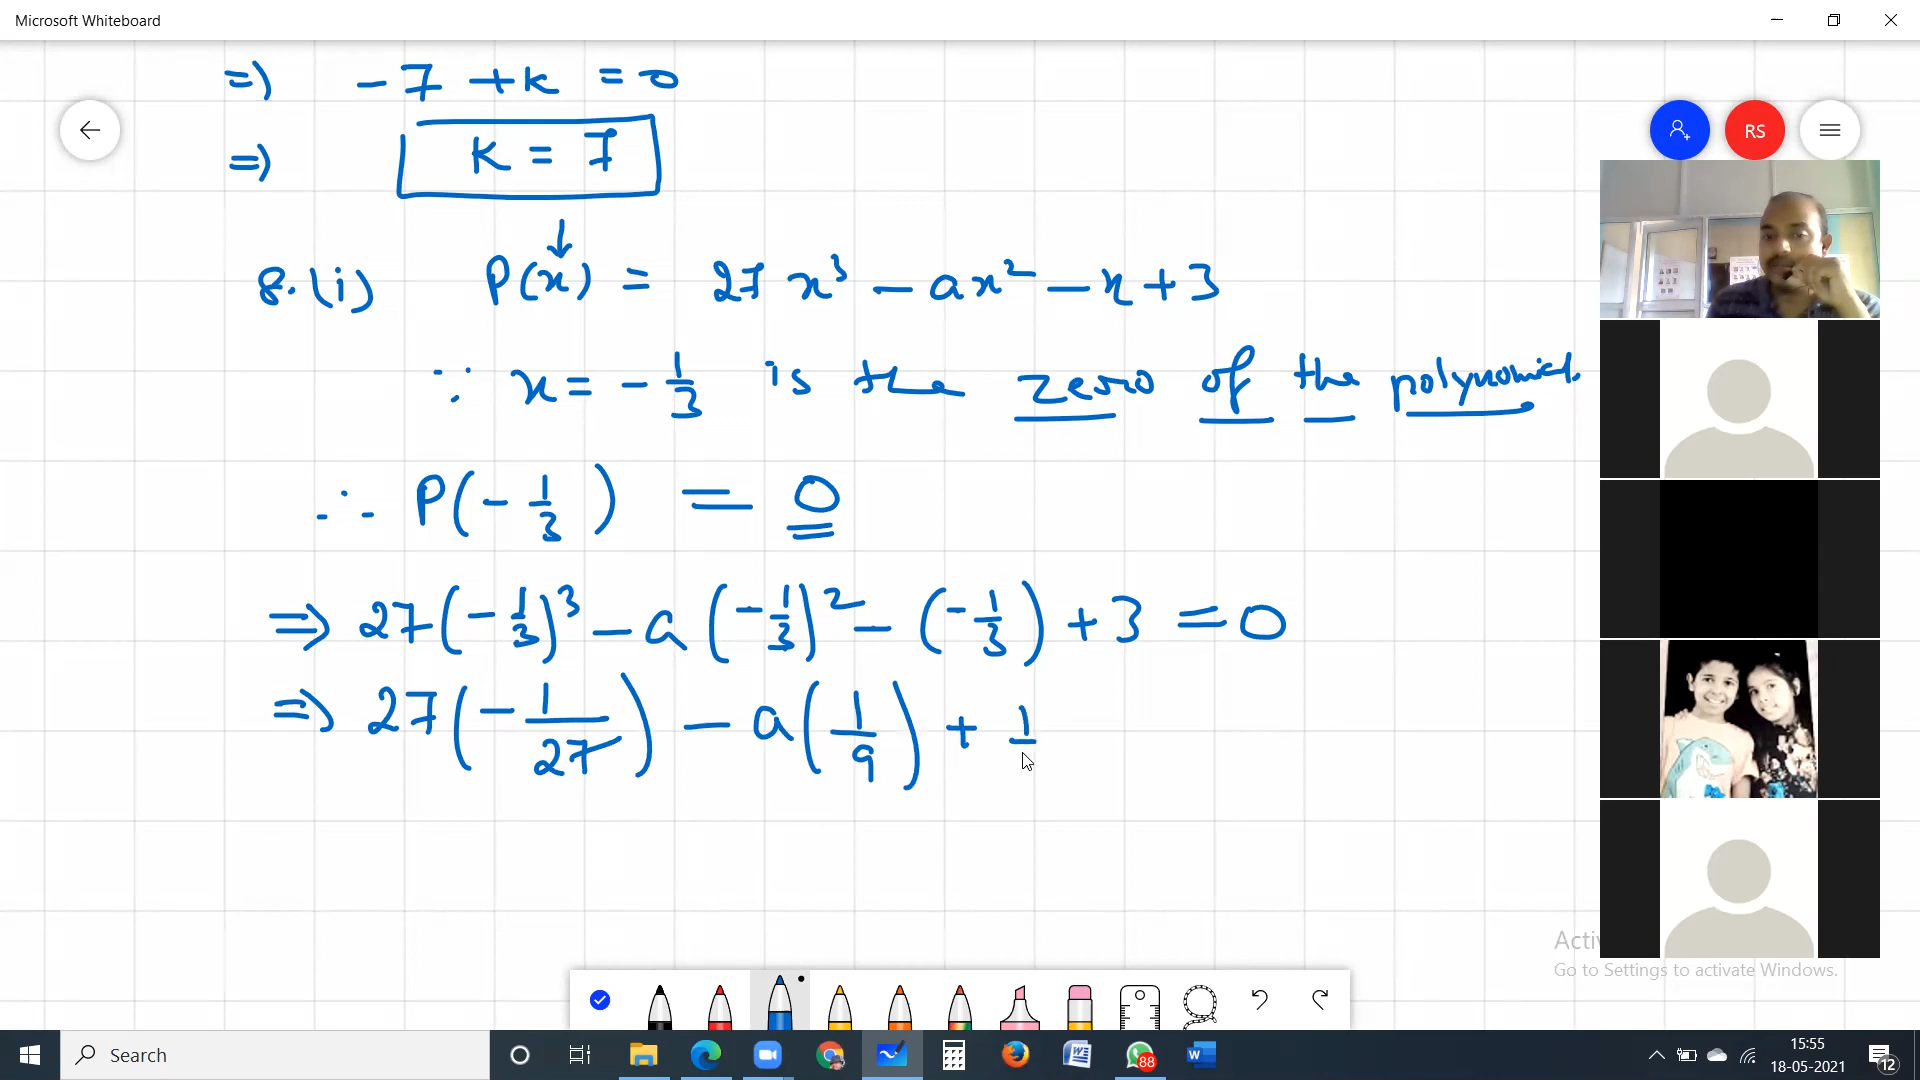 Microsoft Whiteboard
=) -7 +k = 0
=) k = 7
RS
↓
8.(i) P(x) = 27x³ - ax² - x + 3
∵ x = -1/3 is the zero of the polynomial.
∴ P(-1/3) = 0
=> 27(-1/3)³ - a(-1/3)² - (-1/3) + 3 = 0
=> 27(-1/27) - a(1/9) + 1
Go to Settings to activate Windows.
Search
88
15:55
18-05-2021
12